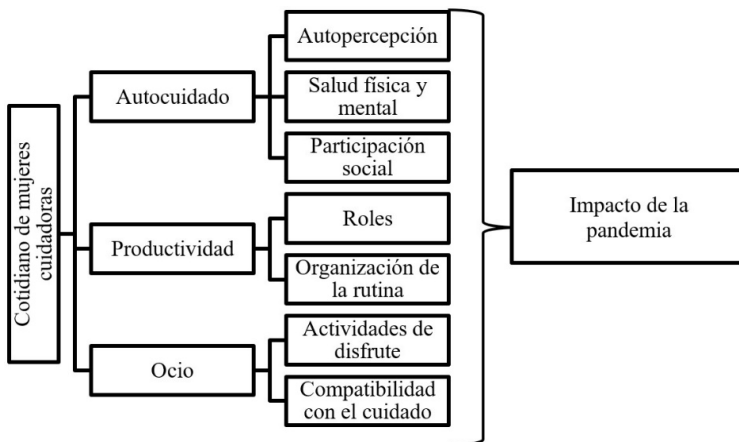 Cotidiano de mujeres
cuidadoras
Autocuidado
Autopercepción
Salud física y
mental
Participación
social
Productividad
Roles
Organización de
la rutina
Ocio
Actividades de
disfrute
Compatibilidad
con el cuidado
Impacto de la
pandemia